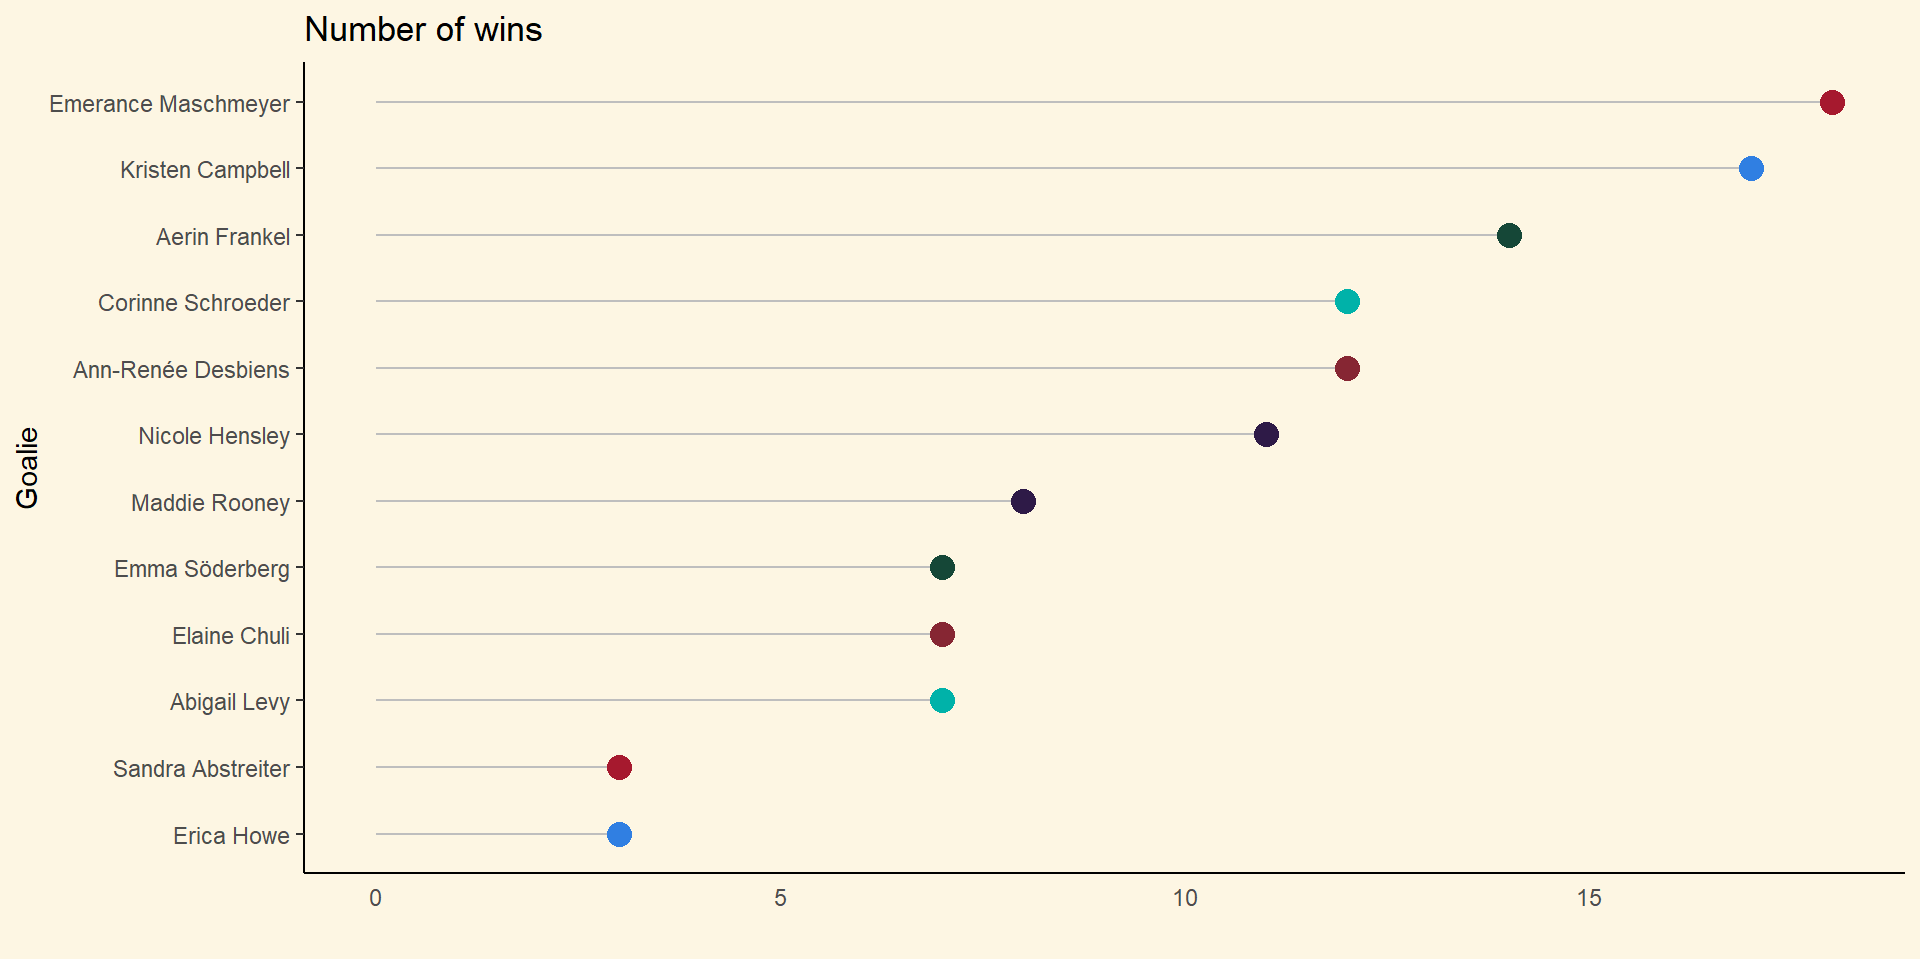 Number of wins
Goalie
Emerance Maschmeyer
Kristen Campbell
Aerin Frankel
Corinne Schroeder
Ann-Renée Desbiens
Nicole Hensley
Maddie Rooney
Emma Söderberg
Elaine Chuli
Abigail Levy
Sandra Abstreiter
Erica Howe
0 5 10 15